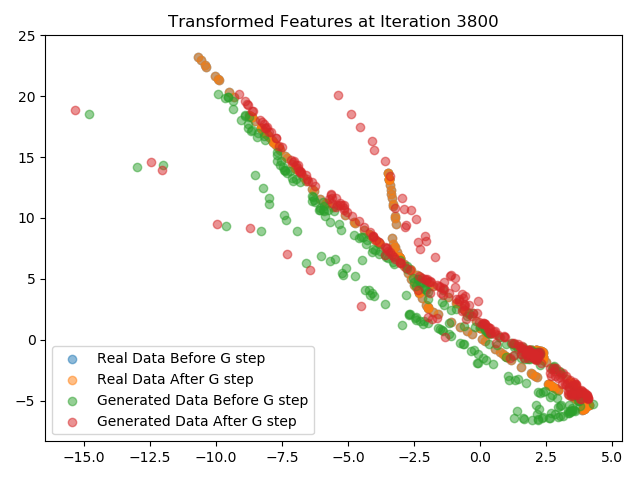 Transformed Features at Iteration 3800
25
20
15
10
5
0
−5
Real Data Before G step
Real Data After G step
Generated Data Before G step
Generated Data After G step
−15.0 −12.5 −10.0 −7.5 −5.0 −2.5 0.0 2.5 5.0